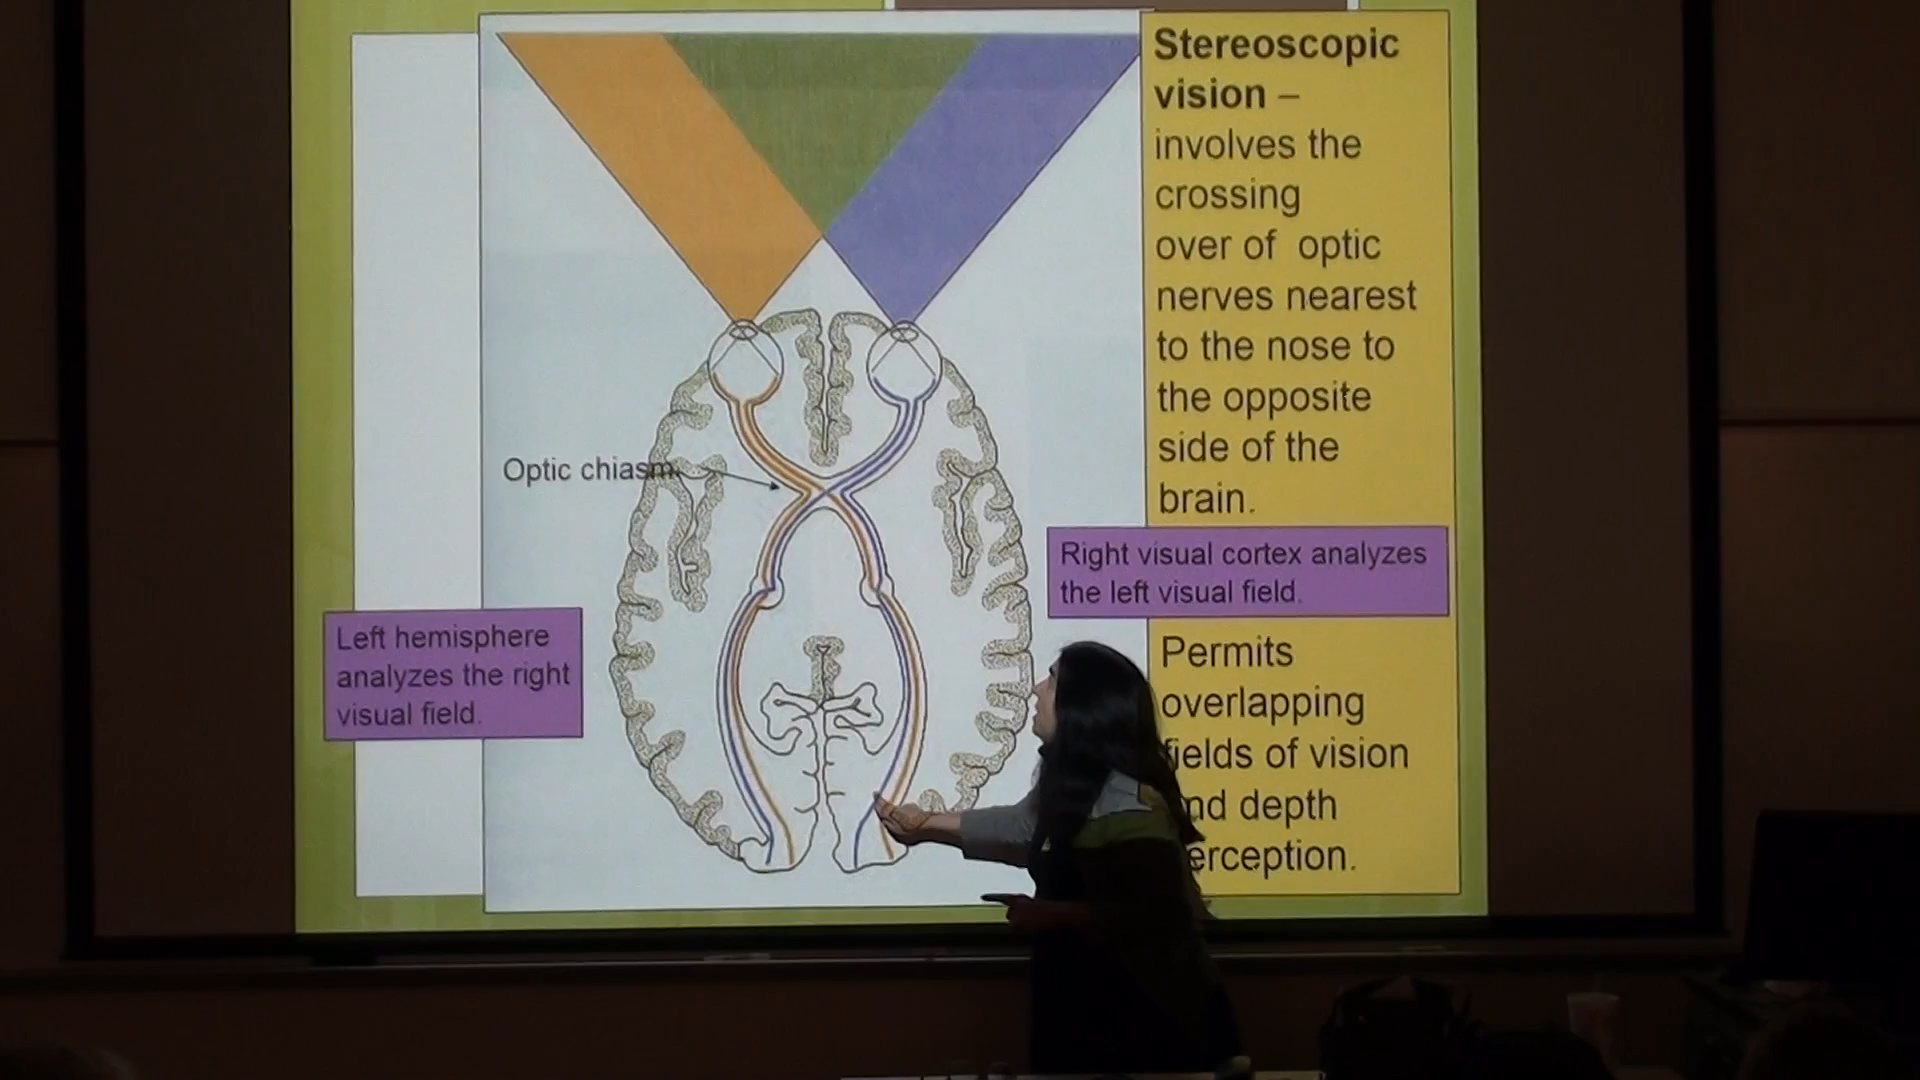 Stereoscopic
vision –
involves the
crossing
over of optic
nerves nearest
to the nose to
the opposite
side of the
brain.
Optic chiasm
Right visual cortex analyzes
the left visual field.
Left hemisphere
analyzes the right
visual field.
Permits
overlapping
fields of vision
and depth
perception.